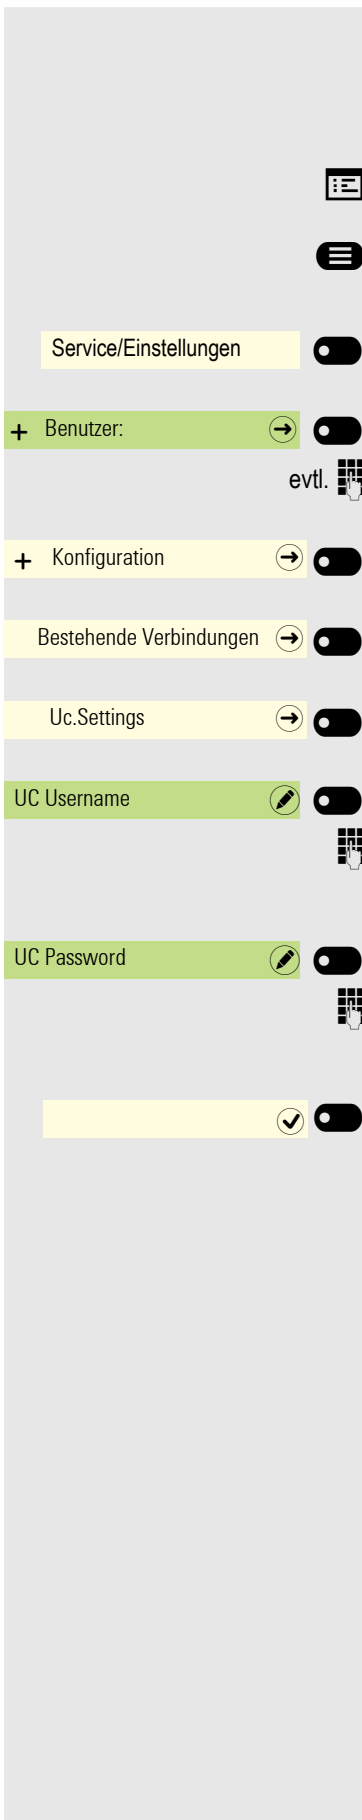 Service/Einstellungen
+ Benutzer:
evtl.
+ Konfiguration
Bestehende Verbindungen
Uc.Settings
UC Username
UC Password